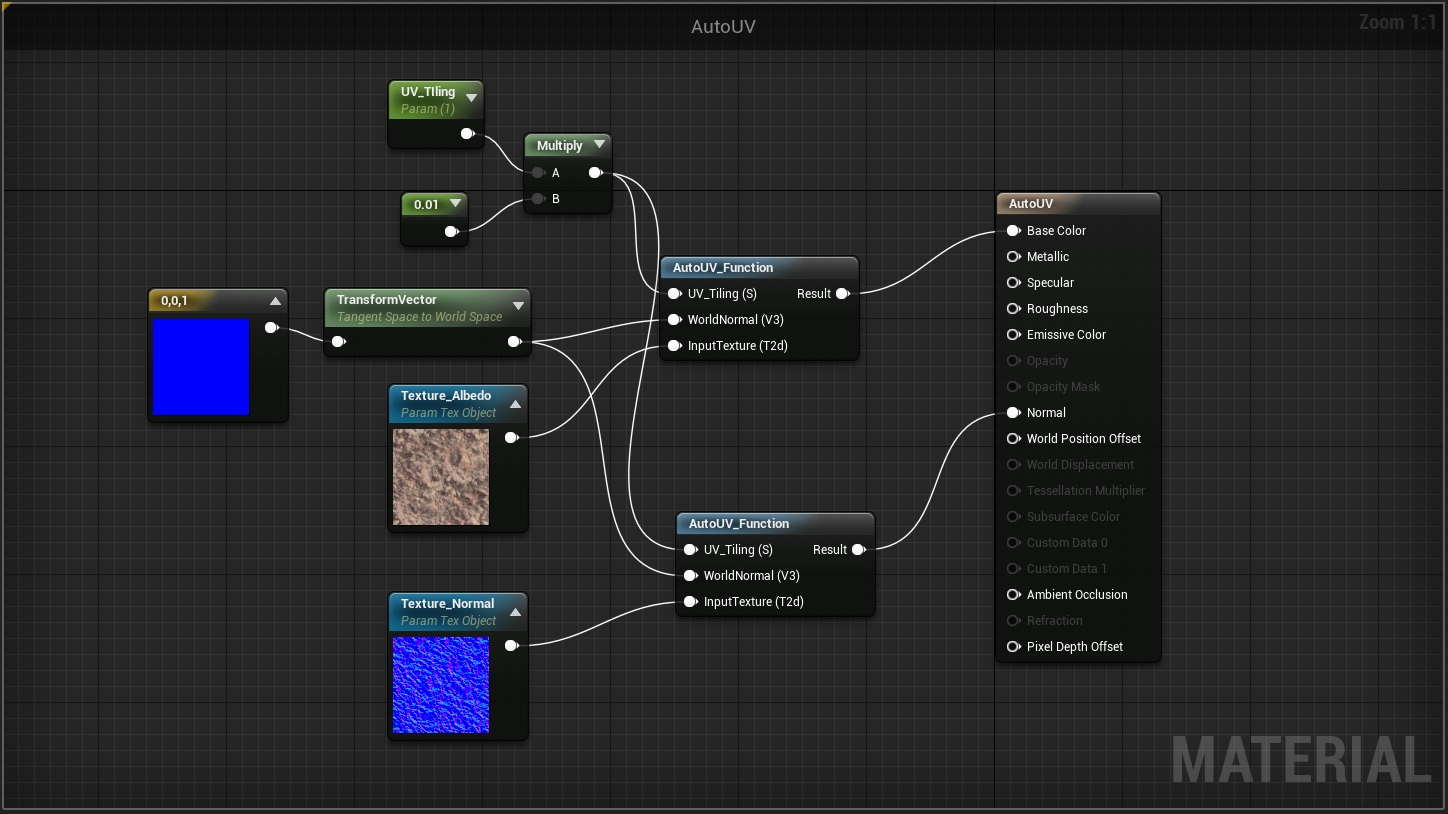 AutoUV
Zoom 1:1
UV_TIling
Param (1)
Multiply
A
B
0.01
0,0,1
TransformVector
Tangent Space to World Space
Texture_Albedo
Param Tex Object
Texture_Normal
Param Tex Object
AutoUV_Function
UV_Tiling (S) Result
WorldNormal (V3)
InputTexture (T2d)
AutoUV_Function
UV_Tiling (S) Result
WorldNormal (V3)
InputTexture (T2d)
AutoUV
Base Color
Metallic
Specular
Roughness
Emissive Color
Opacity
Opacity Mask
Normal
World Position Offset
World Displacement
Tessellation Multiplier
Subsurface Color
Custom Data 0
Custom Data 1
Ambient Occlusion
Refraction
Pixel Depth Offset
MATERIAL